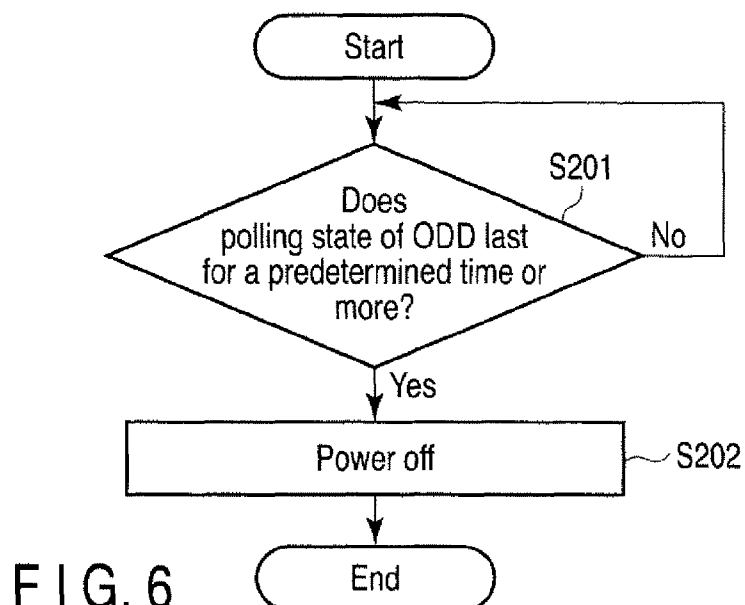 Start
S201
Does
polling state of ODD last
for a predetermined time or
more?
No
Yes
Power off
S202
End
FIG. 6